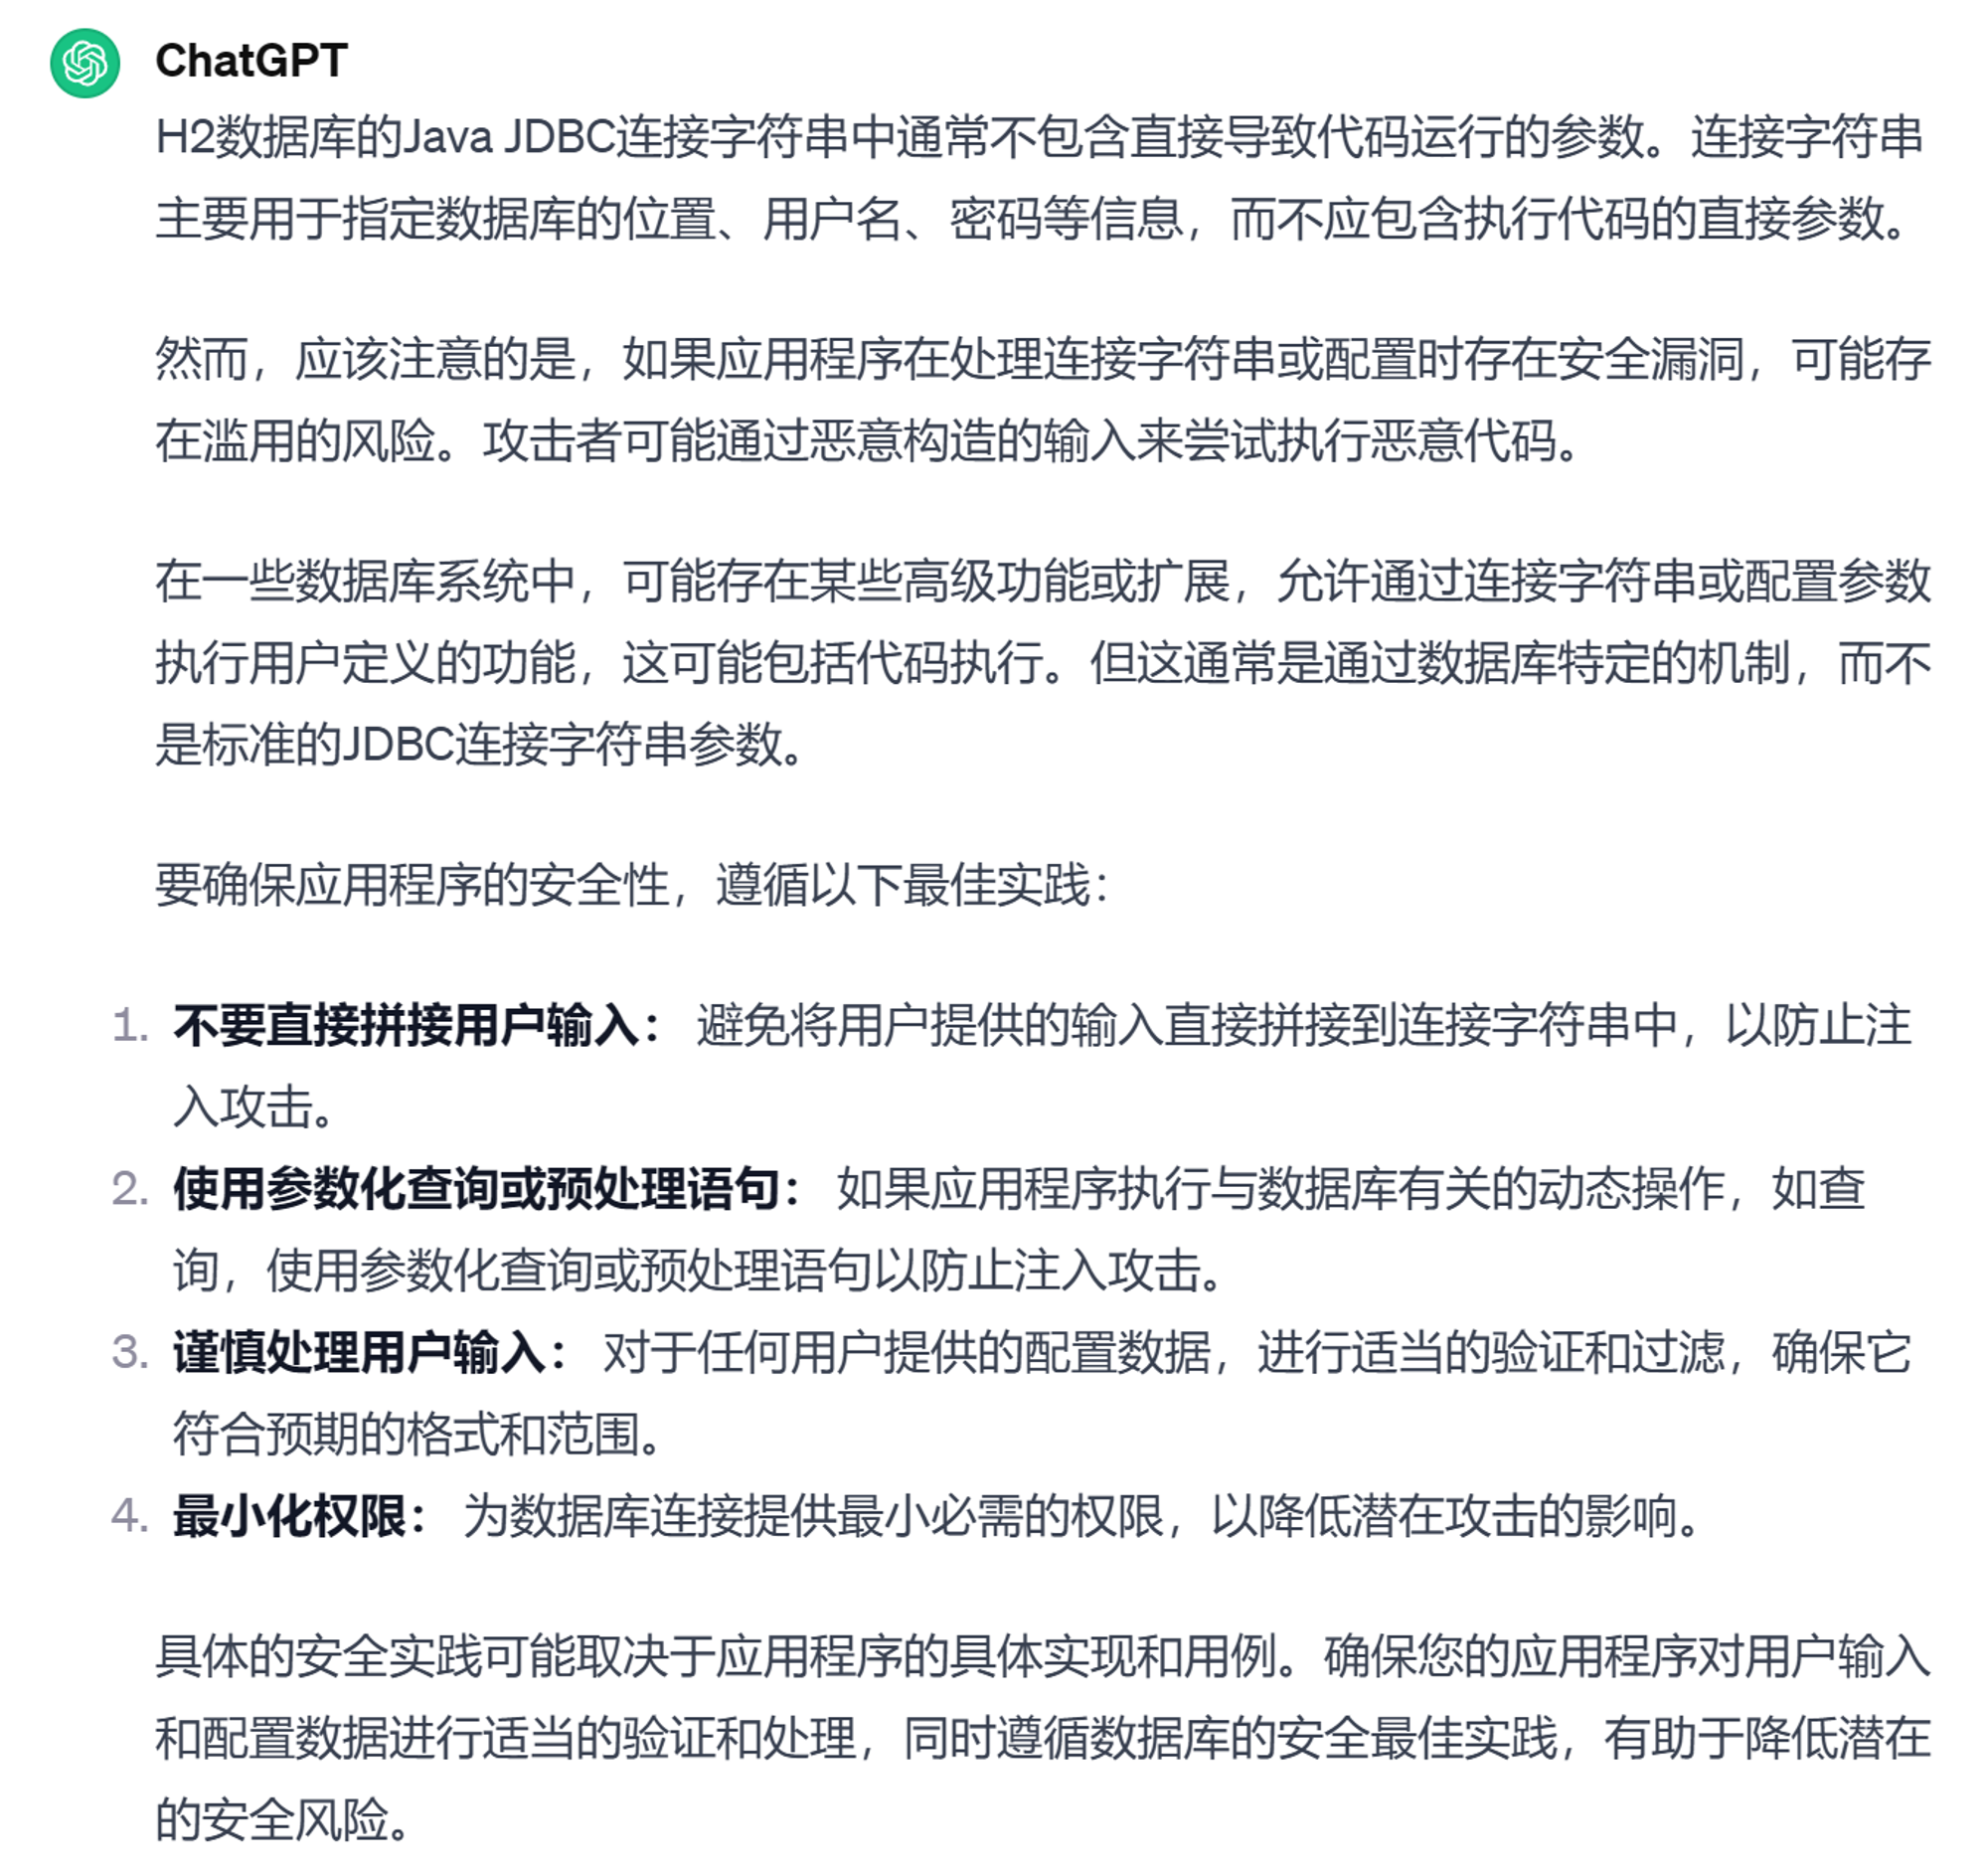 ChatGPT
H2数据库的Java JDBC连接字符串中通常不包含直接导致代码运行的参数。连接字符串
主要用于指定数据库的位置、用户名、密码等信息，而不应包含执行代码的直接参数。
然而，应该注意的是，如果应用程序在处理连接字符串或配置时存在安全漏洞，可能存
在滥用的风险。攻击者可能通过恶意构造的输入来尝试执行恶意代码。
在一些数据库系统中，可能存在某些高级功能或扩展，允许通过连接字符串或配置参数
执行用户定义的功能，这可能包括代码执行。但这通常是通过数据库特定的机制，而不
是标准的JDBC连接字符串参数。
要确保应用程序的安全性，遵循以下最佳实践：
1. 不要直接拼接用户输入： 避免将用户提供的输入直接拼接到连接字符串中，以防止注
入攻击。
2. 使用参数化查询或预处理语句： 如果应用程序执行与数据库有关的动态操作，如查
询，使用参数化查询或预处理语句以防止注入攻击。
3. 谨慎处理用户输入： 对于任何用户提供的配置数据，进行适当的验证和过滤，确保它
符合预期的格式和范围。
4. 最小化权限： 为数据库连接提供最小必需的权限，以降低潜在攻击的影响。
具体的安全实践可能取决于应用程序的具体实现和用例。确保您的应用程序对用户输入
和配置数据进行适当的验证和处理，同时遵循数据库的安全最佳实践，有助于降低潜在
的安全风险。